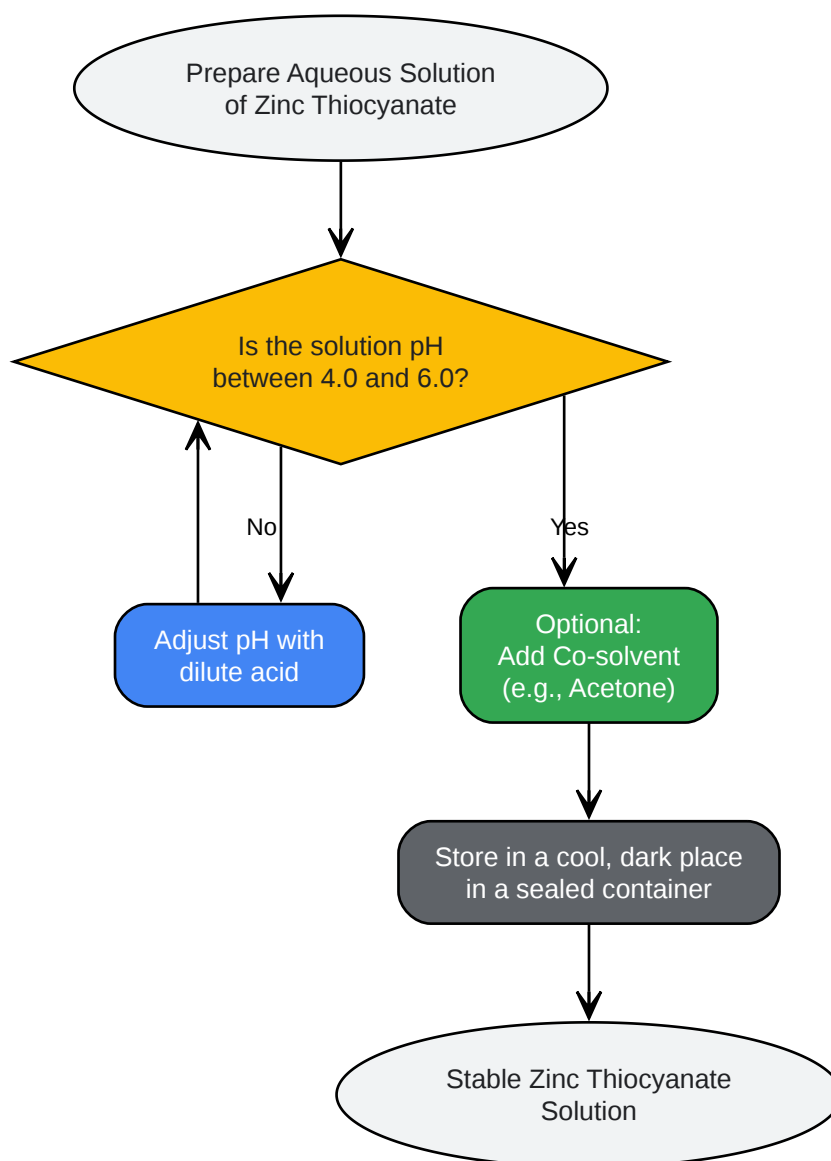 Prepare Aqueous Solution
of Zinc Thiocyanate
Is the solution pH
between 4.0 and 6.0?
No
Yes
Adjust pH with
dilute acid
Optional:
Add Co-solvent
(e.g., Acetone)
Store in a cool, dark place
in a sealed container
Stable Zinc Thiocyanate
Solution